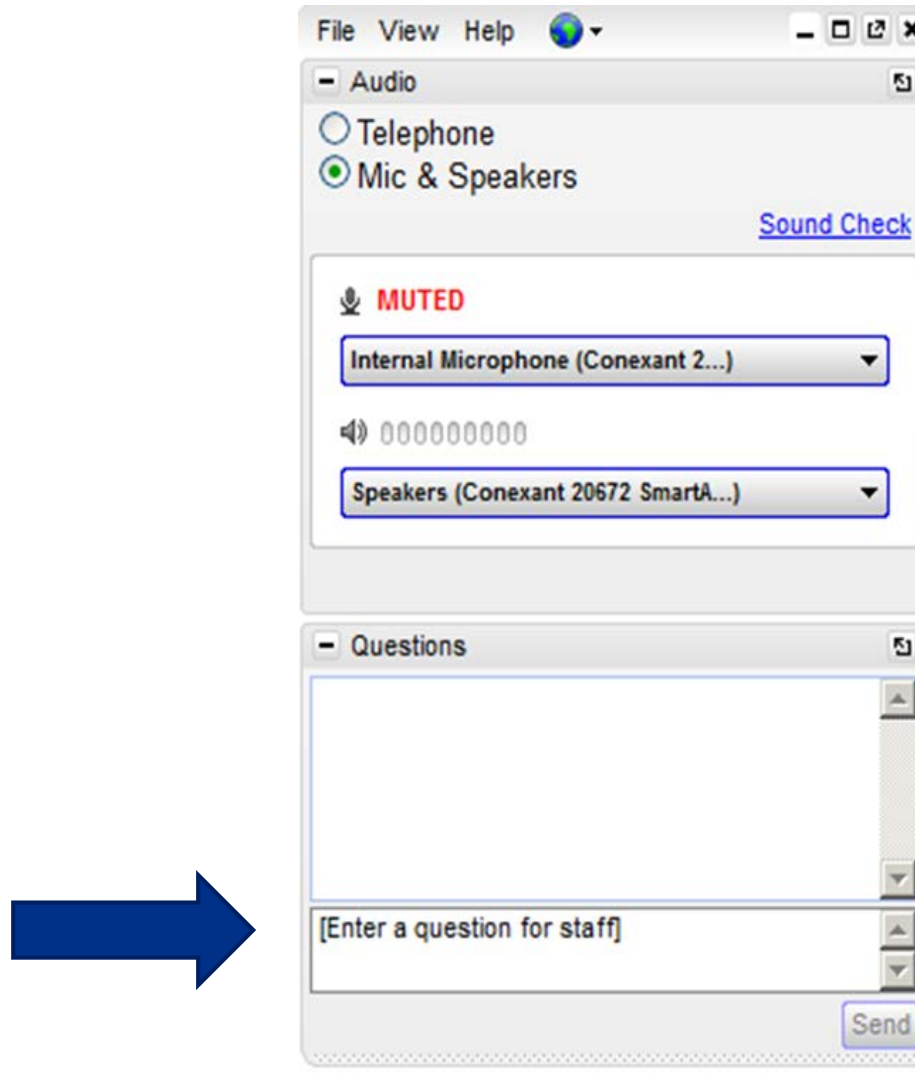 File View Help
Audio
Telephone
Mic & Speakers
Sound Check
MUTED
Internal Microphone (Conexant 2...)
Speakers (Conexant 20672 SmartA...)
Questions
[Enter a question for staff]
Send